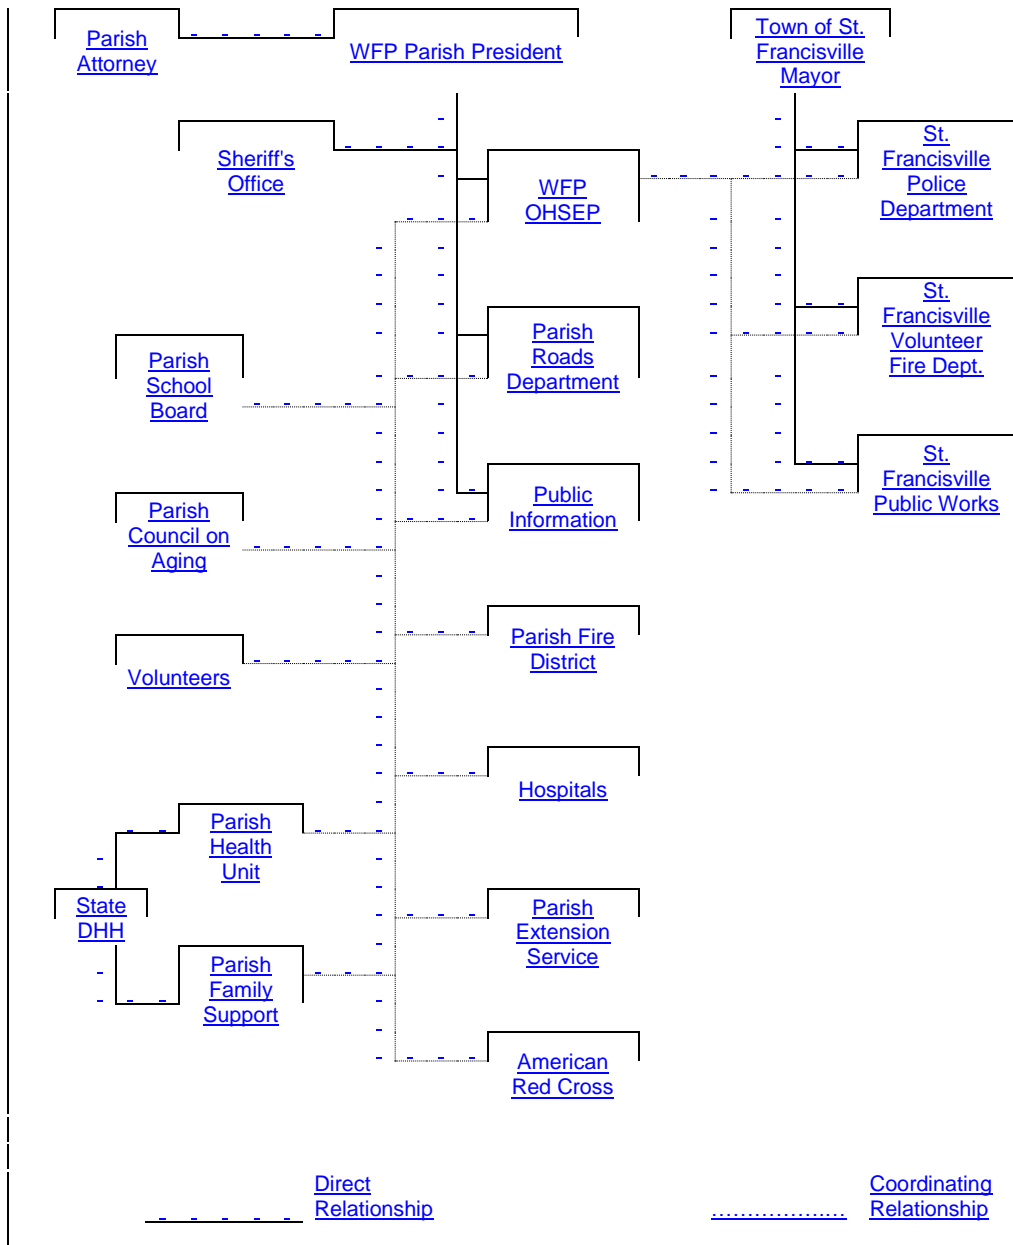 Parish
Attorney
WFP Parish President
Town of St.
Francisville
Mayor
Sheriff's
Office
WFP
OHSEP
St.
Francisville
Police
Department
Parish
School
Board
Parish
Roads
Department
St.
Francisville
Volunteer
Fire Dept.
Parish
Council on
Aging
Public
Information
St.
Francisville
Public Works
Volunteers
Parish Fire
District
Hospitals
Parish
Health
Unit
State
DHH
Parish
Extension
Service
Parish
Family
Support
American
Red Cross
Direct
Relationship
Coordinating
Relationship